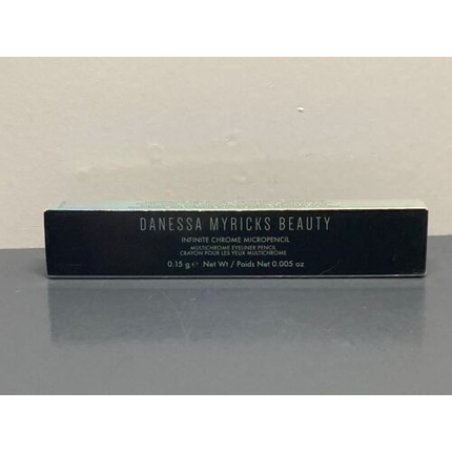 DANESSA MYRICKS BEAUTY
INFINITE CHROME MICROPENCIL
MULTICHROME EYELINER PENCIL
CRAYON POUR LES YEUX MULTICHROME
0.15 g ℮ Net Wt / Poids Net 0.005 oz